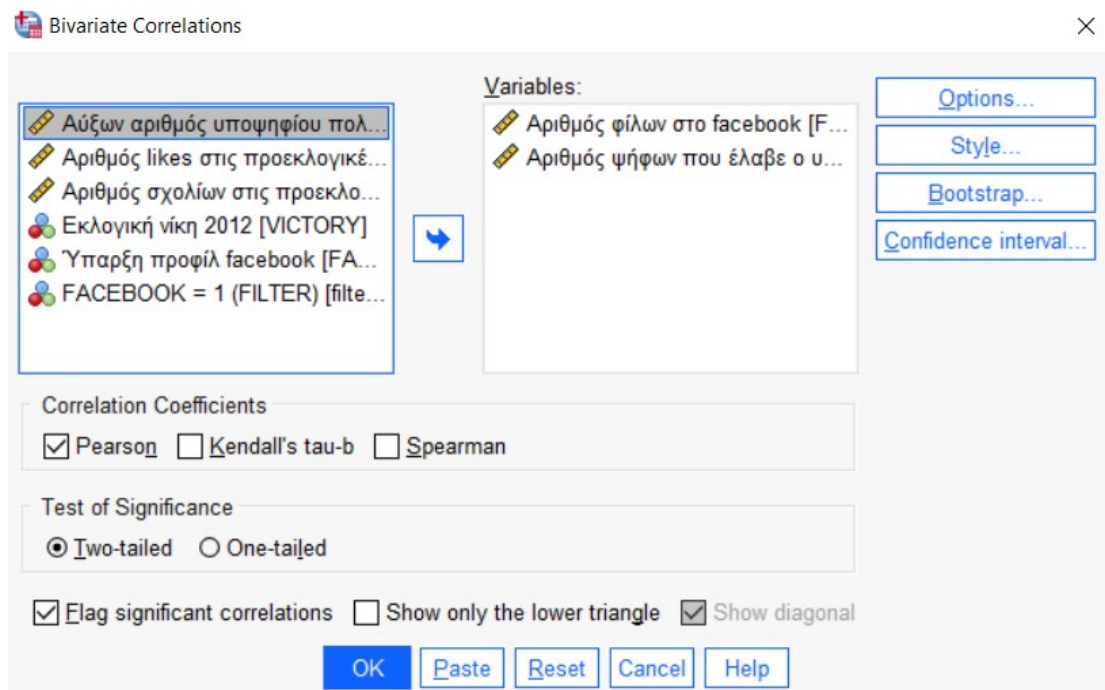 Bivariate Correlations
Variables:
Αύξων αριθμός υποψηφίου πολ...
Αριθμός likes στις προεκλογικέ...
Αριθμός σχολίων στις προεκλο...
Εκλογική νίκη 2012 [VICTORY]
Ύπαρξη προφίλ facebook [FA...
FACEBOOK = 1 (FILTER) [filte...
Αριθμός φίλων στο facebook [F...
Αριθμός ψήφων που έλαβε ο υ...
Options...
Style...
Bootstrap...
Confidence interval...
Correlation Coefficients
Pearson Kendall's tau-b Spearman
Test of Significance
Two-tailed One-tailed
Flag significant correlations Show only the lower triangle Show diagonal
OK Paste Reset Cancel Help